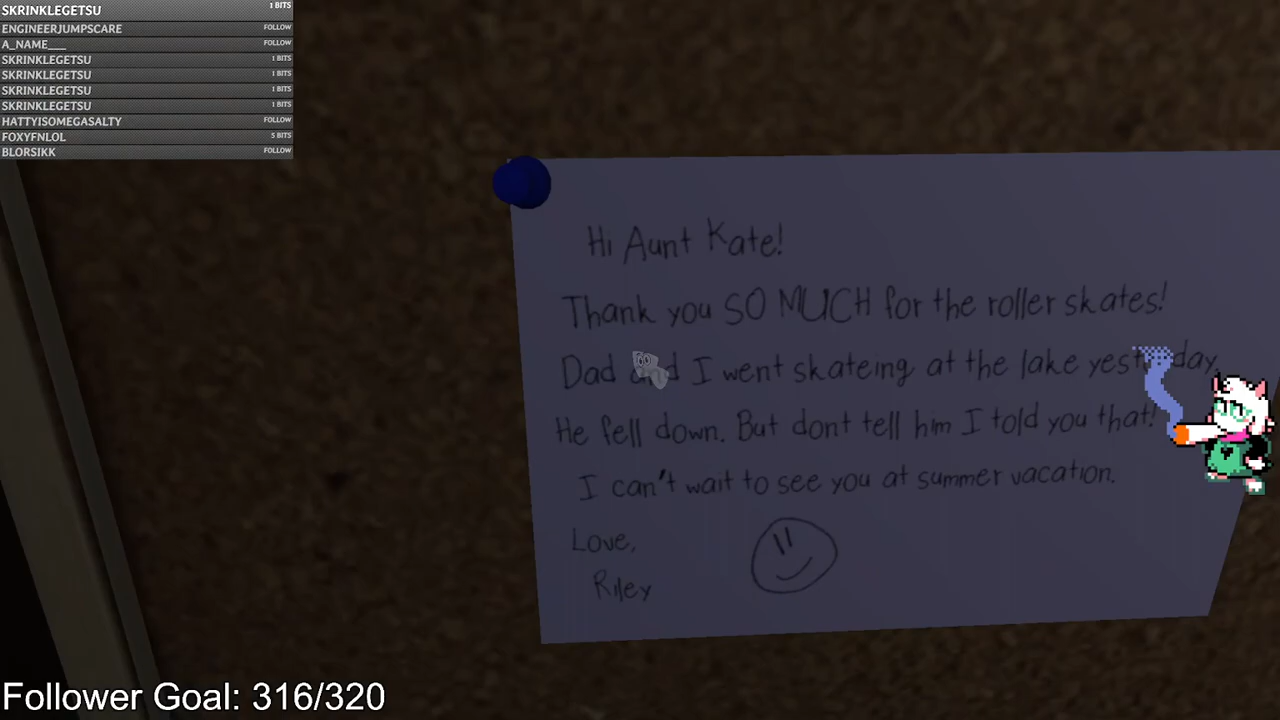 SKRINKLEGETSU 1 BITS
ENGINEERJUMPSCARE FOLLOW
A_NAME___ FOLLOW
SKRINKLEGETSU 1 BITS
SKRINKLEGETSU 1 BITS
SKRINKLEGETSU 1 BITS
SKRINKLEGETSU 1 BITS
HATTYISOMEGASALTY FOLLOW
FOXYFNLOL 5 BITS
BLORSIKK FOLLOW
Hi Aunt Kate!
Thank you SO MUCH for the roller skates!
Dad and I went skateing at the lake yesterday.
He fell down. But dont tell him I told you that!
I can't wait to see you at summer vacation.
Love,
Riley
Follower Goal: 316/320